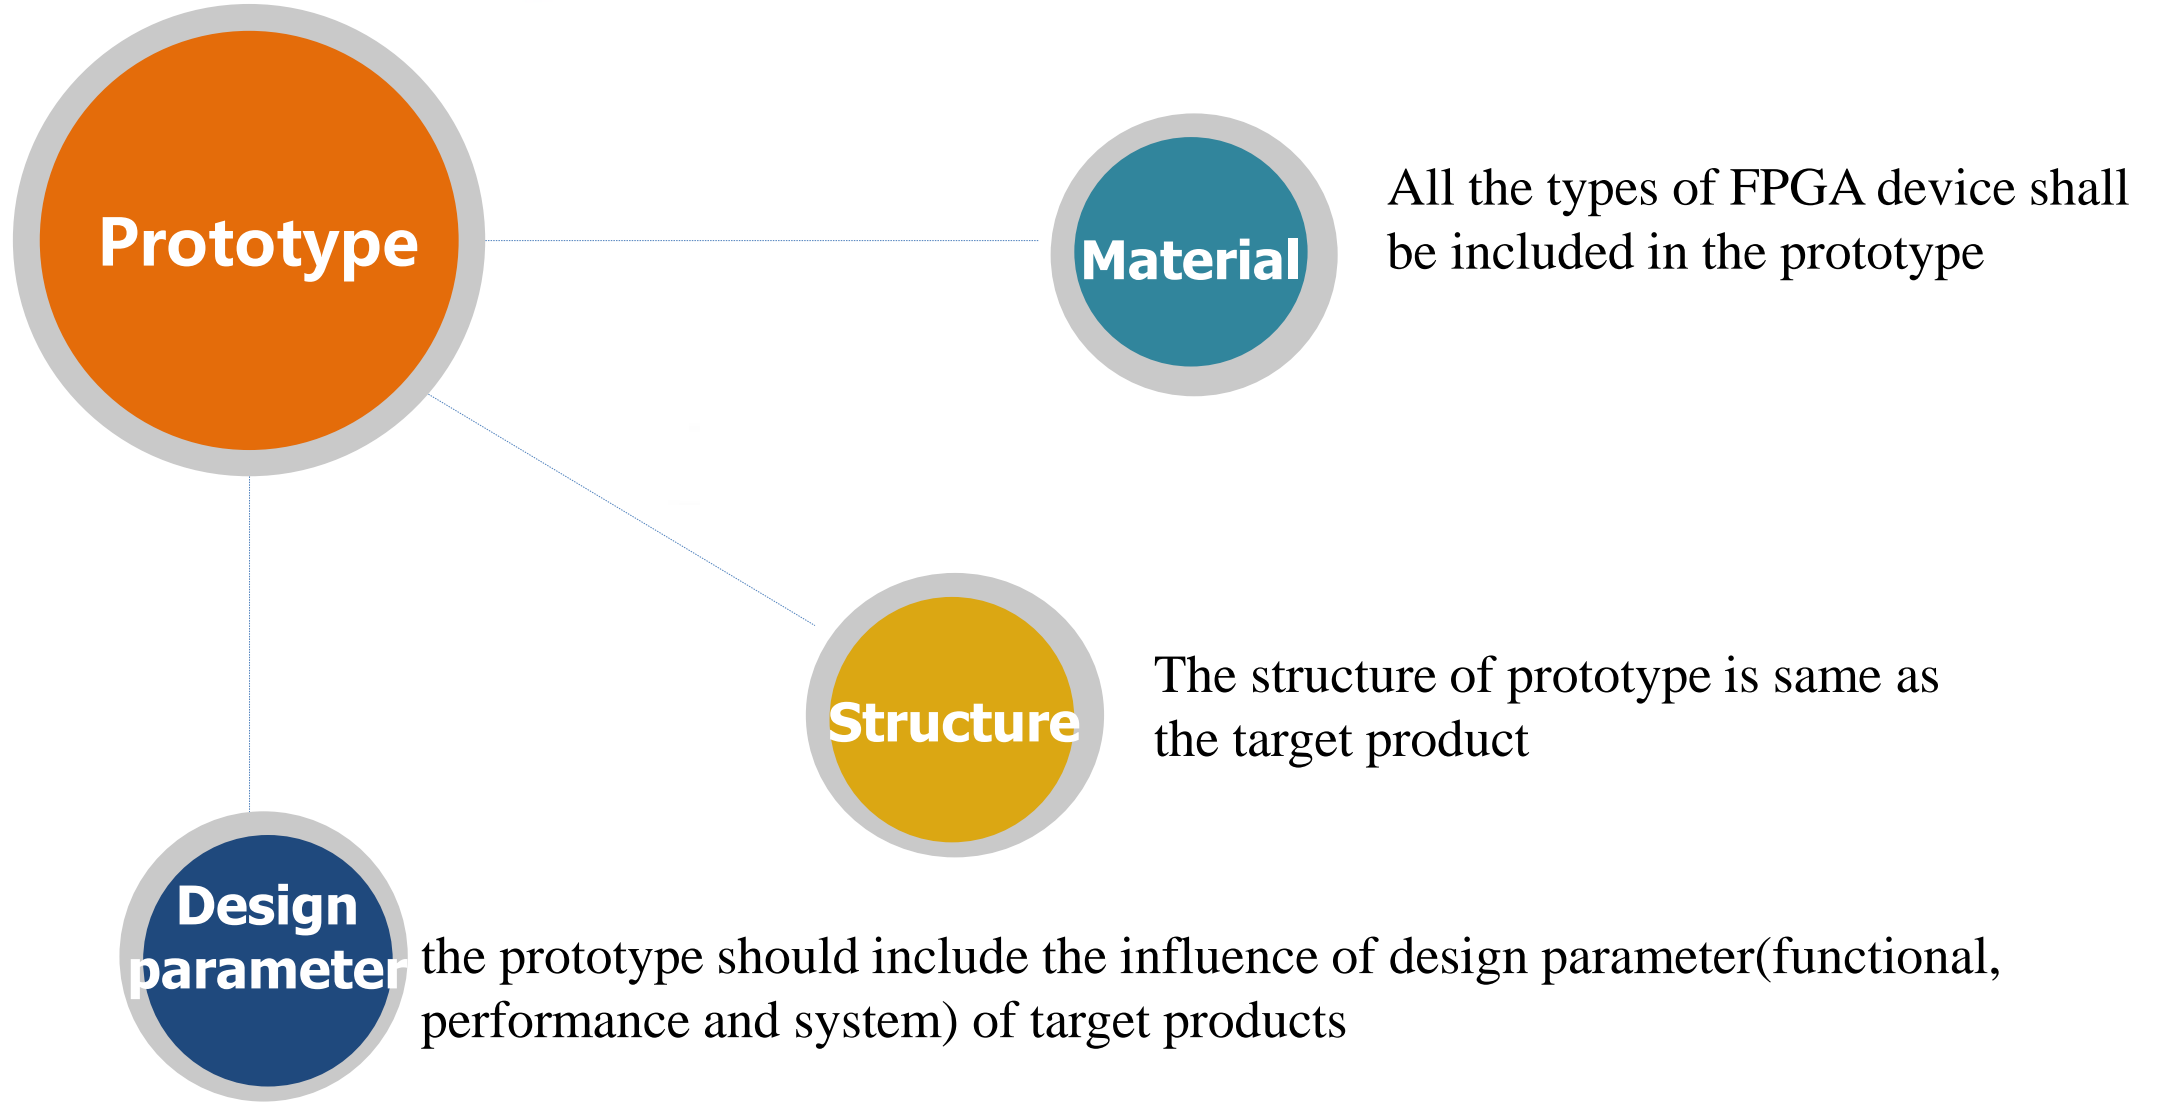 Prototype
Material
All the types of FPGA device shall
be included in the prototype
Structure
The structure of prototype is same as
the target product
Design
parameter
the prototype should include the influence of design parameter(functional,
performance and system) of target products